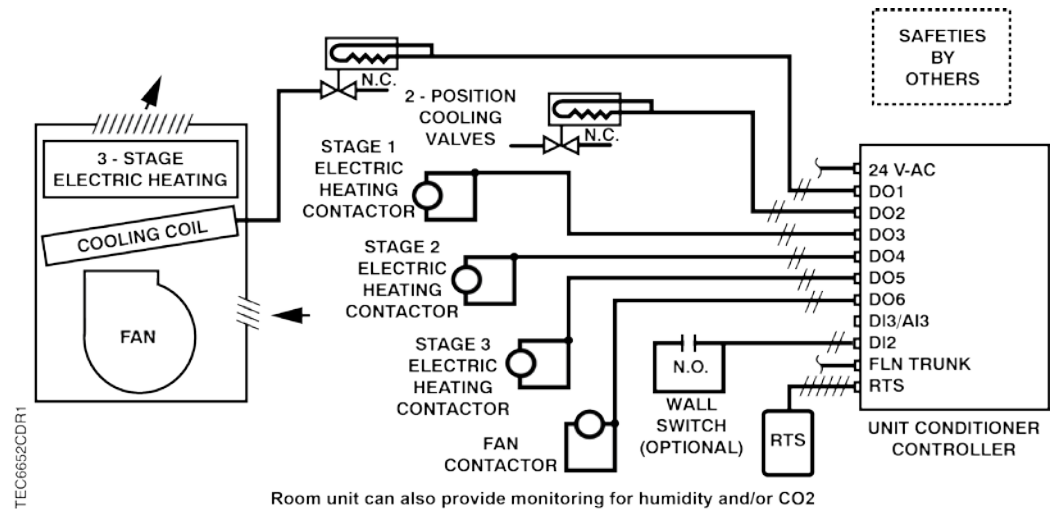 SAFETIES
BY
OTHERS
N.C.
2 - POSITION
COOLING
VALVES
N.C.
3 - STAGE
ELECTRIC HEATING
COOLING COIL
FAN
STAGE 1
ELECTRIC
HEATING
CONTACTOR
STAGE 2
ELECTRIC
HEATING
CONTACTOR
STAGE 3
ELECTRIC
HEATING
CONTACTOR
FAN
CONTACTOR
N.O.
WALL
SWITCH
(OPTIONAL)
RTS
24 V-AC
DO1
DO2
DO3
DO4
DO5
DO6
DI3/AI3
DI2
FLN TRUNK
RTS
UNIT CONDITIONER
CONTROLLER
TEC6652CDR1
Room unit can also provide monitoring for humidity and/or CO2